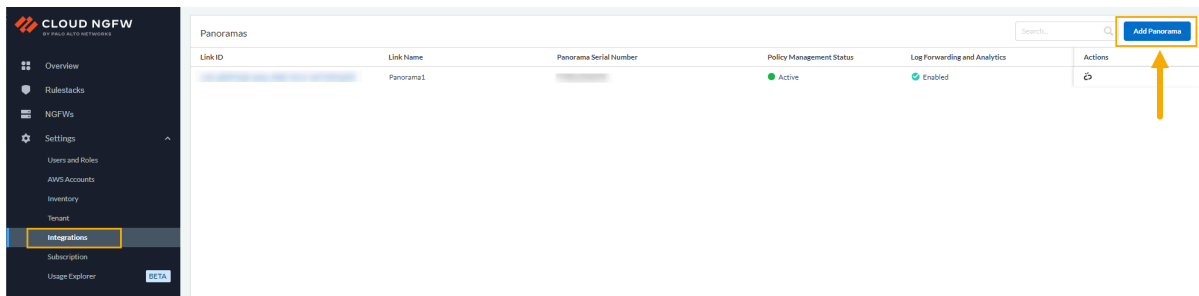 CLOUD NGFW
BY PALO ALTO NETWORKS
Overview
Rulestacks
NGFWs
Settings
Users and Roles
AWS Accounts
Inventory
Tenant
Integrations
Subscription
Usage Explorer BETA
Panoramas Search... Add Panorama
Link ID Link Name Panorama Serial Number Policy Management Status Log Forwarding and Analytics Actions
Panorama1 Active Enabled